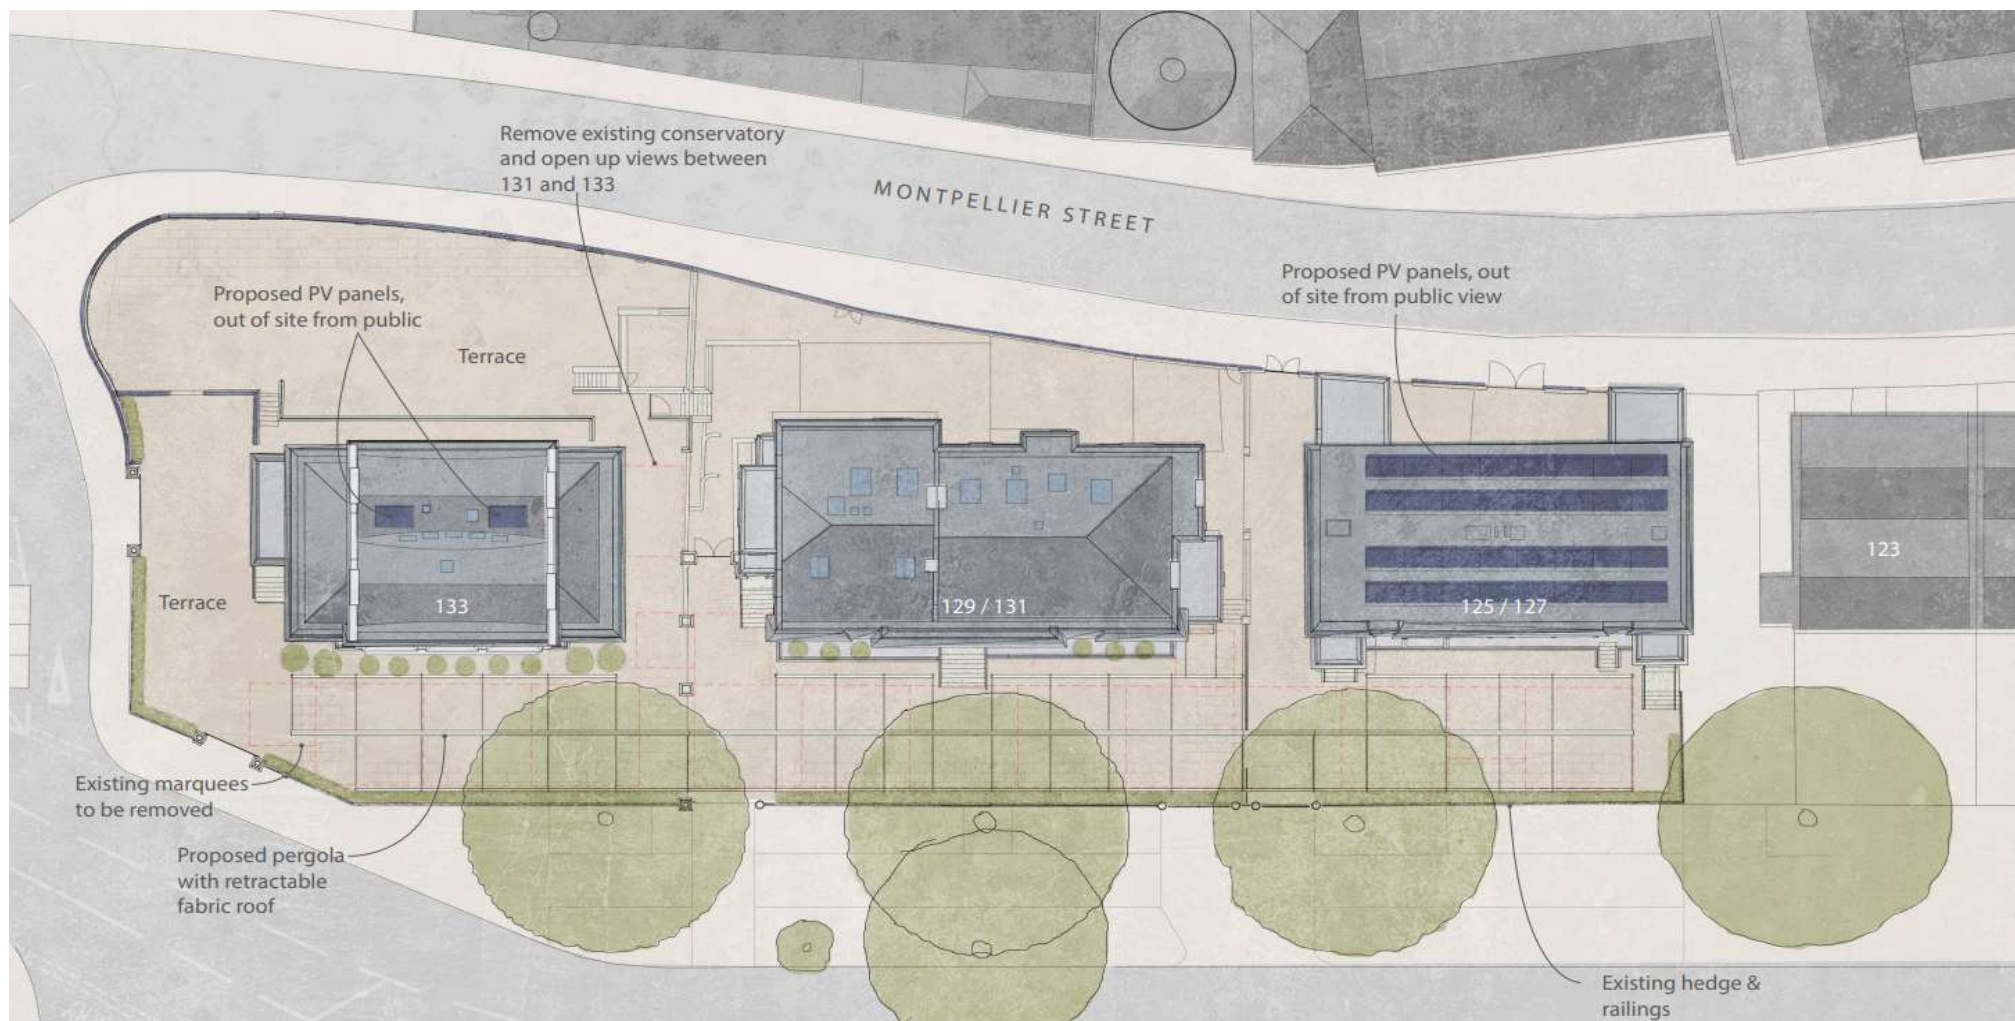 Remove existing conservatory
and open up views between
131 and 133
MONTPELLIER STREET
Proposed PV panels,
out of site from public
Proposed PV panels, out
of site from public view
Terrace
Terrace
133
129 / 131
125 / 127
123
Existing marquees
to be removed
Proposed pergola
with retractable
fabric roof
Existing hedge &
railings